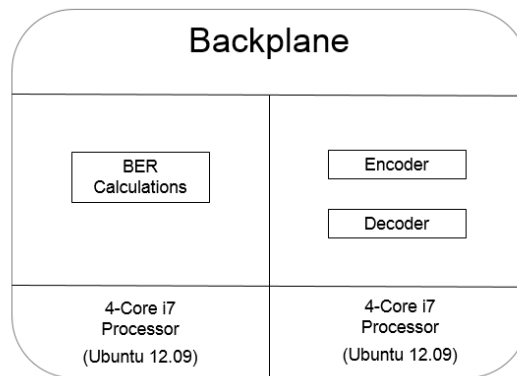 Backplane
BER
Calculations
Encoder
Decoder
4-Core i7
Processor
(Ubuntu 12.09)
4-Core i7
Processor
(Ubuntu 12.09)